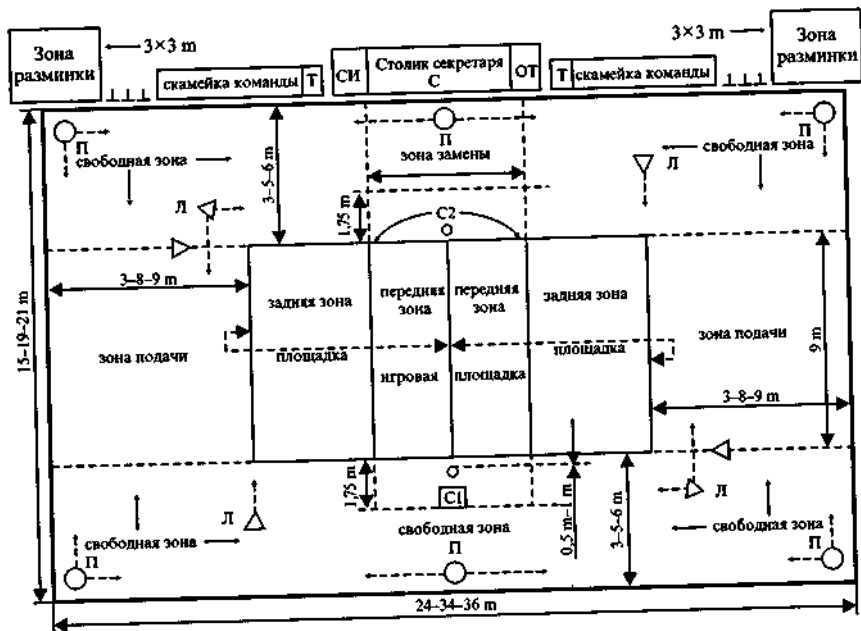 Зона
разминки
3×3 m
скамейка команды
Т
СИ
Столик секретаря
С
ОТ
Т
скамейка команды
3×3 m
Зона
разминки
П
П
П
свободная зона
зона замены
свободная зона
3–5–6 m
Л
Л
1,75 m
С2
3–8–9 m
задняя зона
передняя
зона
передняя
зона
задняя зона
15–19–21 m
зона подачи
площадка
игровая
площадка
площадка
зона подачи
9 m
3–8–9 m
1,75 m
С1
0,5 m–1 m
3–5–6 m
Л
Л
свободная зона
свободная зона
свободная зона
П
П
П
24–34–36 m